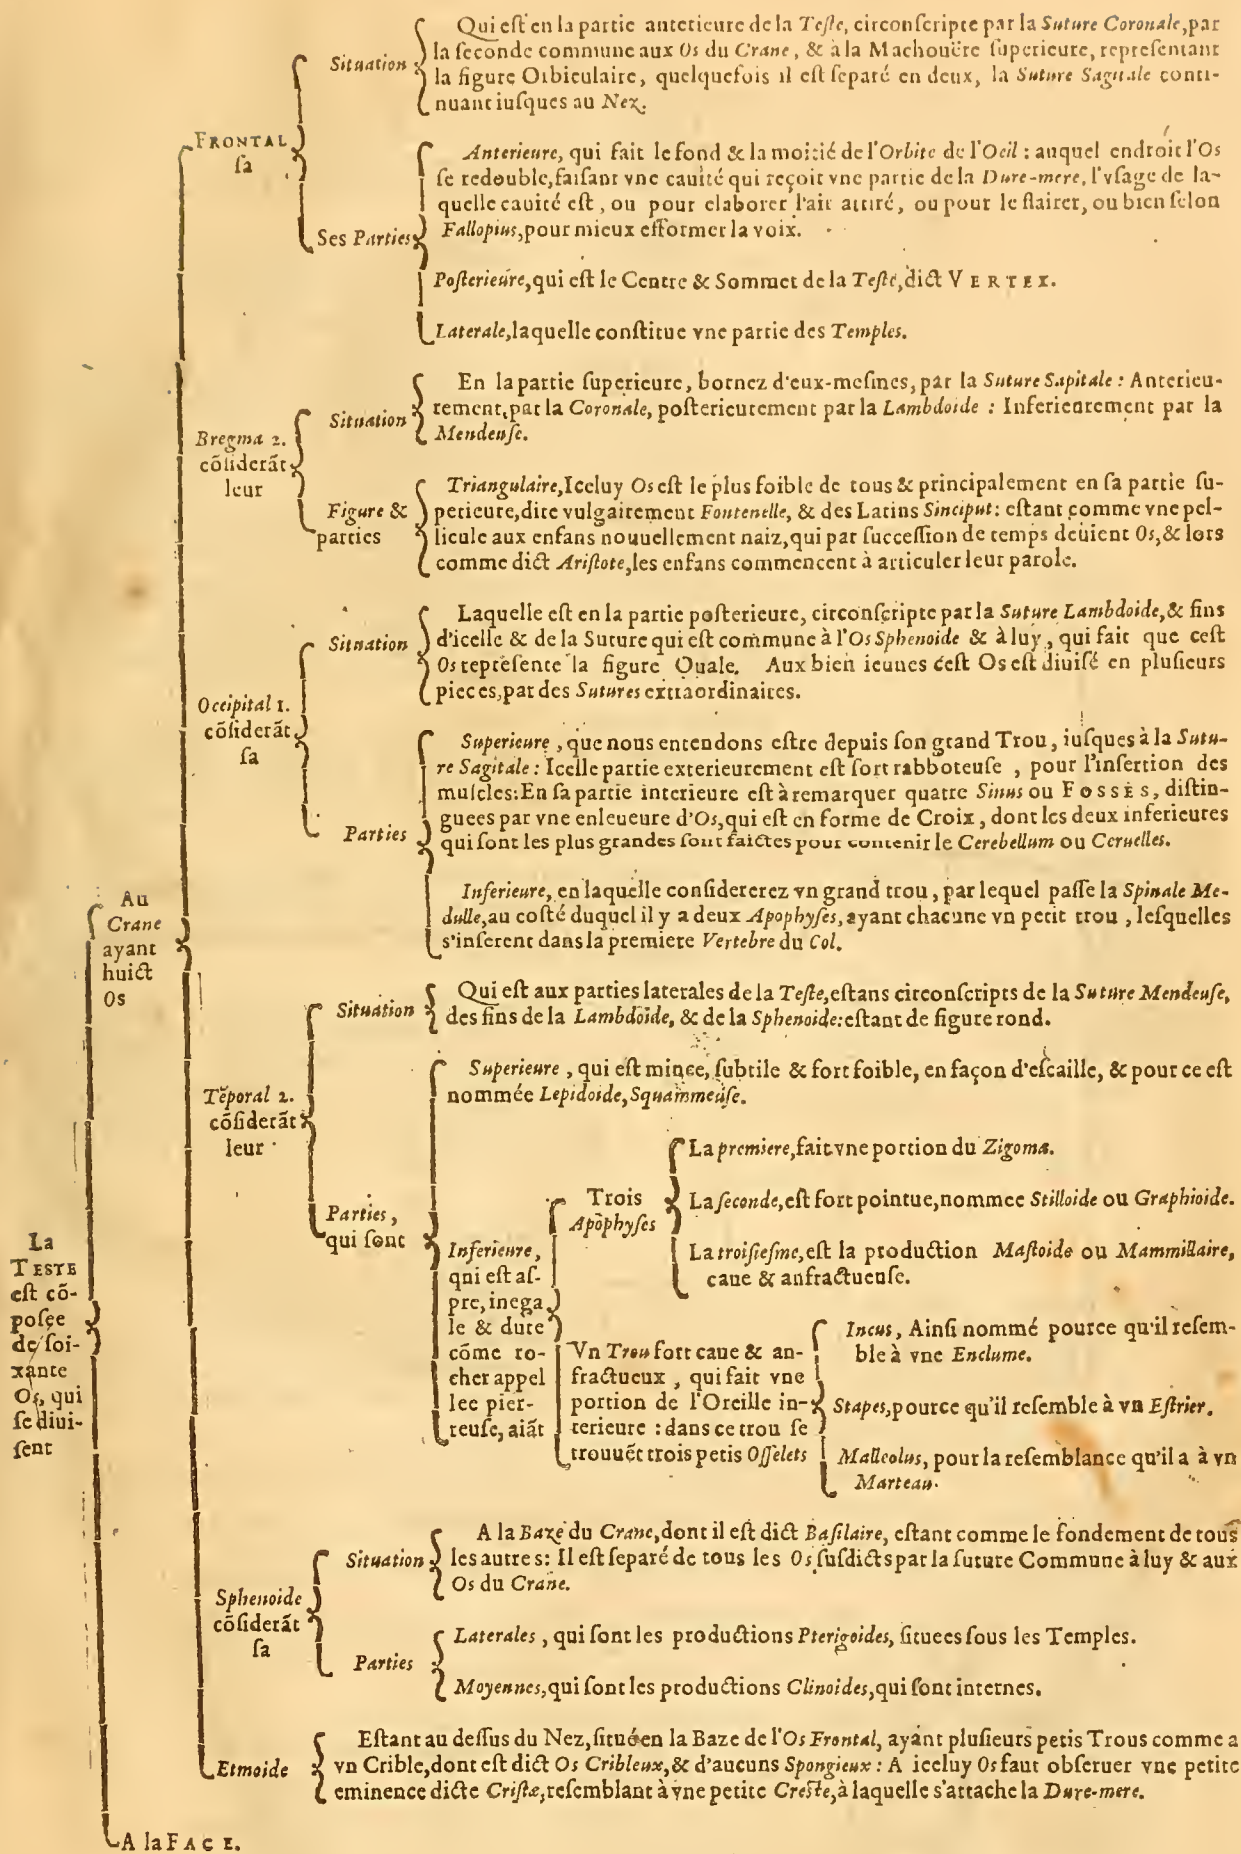 La
TESTE
est cō-
posée
de soi-
xante
Os, qui
se diui-
sent
Au
Crane
ayant
huict
Os
FRONTAL
sa
Situation
Qui est en la partie anterieure de la Teste, circonscripte par la Suture Coronale, par
la seconde commune aux Os du Crane, & à la Machouëre superieure, representant
la figure Orbiculaire, quelquefois il est separé en deux, la Suture Sagitale conti-
nuant iusques au Nez.
Ses Parties
Anterieure, qui fait le fond & la moitié de l'Orbite de l'Oeil : auquel endroit l'Os
se redouble, faisant vne cauité qui reçoit vne partie de la Dure-mere, l'vsage de la-
quelle cauité est, ou pour elaborer l'air attiré, ou pour le flairer, ou bien selon
Fallopius, pour mieux efformer la voix.
Posterieure, qui est le Centre & Sommet de la Teste, dict VERTEX.
Laterale, laquelle constitue vne partie des Temples.
Bregma 2.
cōsiderāt
leur
Situation
En la partie superieure, bornez d'eux-mesmes, par la Suture Sapitale : Anterieu-
rement, par la Coronale, posterieurement par la Lambdoide : Inferieurement par la
Mendeuse.
Figure &
parties
Triangulaire, Iceluy Os est le plus foible de tous & principalement en sa partie su-
perieure, dite vulgairement Fontenelle, & des Latins Sinciput : estant comme vne pel-
licule aux enfans nouuellement naiz, qui par succession de temps deuient Os, & lors
comme dict Aristote, les enfans commencent à articuler leur parole.
Occipital 1.
cōsiderāt
sa
Situation
Laquelle est en la partie posterieure, circonscripte par la Suture Lambdoide, & fins
d'icelle & de la Suture qui est commune à l'Os Sphenoide & à luy, qui fait que cest
Os represente la figure Ouale. Aux bien ieunes cest Os est diuisé en plusieurs
pieces, par des Sutures extraordinaires.
Parties
Superieure, que nous entendons estre depuis son grand Trou, iusques à la Sutu-
re Sagitale : Icelle partie exterieurement est fort rabboteuse, pour l'insertion des
muscles: En sa partie interieure est à remarquer quatre Sinus ou FOSSES, distin-
guees par vne enleueure d'Os, qui est en forme de Croix, dont les deux inferieures
qui sont les plus grandes sont faictes pour contenir le Cerebellum ou Ceruelles.
Inferieure, en laquelle considererez vn grand trou, par lequel passe la Spinale Me-
dulle, au costé duquel il y a deux Apophyses, ayant chacune vn petit trou, lesquelles
s'inserent dans la premiere Vertebre du Col.
Tēporal 2.
cōsiderāt
leur
Situation
Qui est aux parties laterales de la Teste, estans circonscripts de la Suture Mendeuse,
des fins de la Lambdoide, & de la Sphenoide: estant de figure rond.
Parties,
qui sont
Superieure, qui est mince, subtile & fort foible, en façon d'escaille, & pour ce est
nommée Lepidoide, Squammeuse.
Inferieure,
qui est as-
pre, inega
le & dure
cōme ro-
cher appel
lee pier-
reuse, aiāt
Trois
Apophyses
La premiere, fait vne portion du Zigoma.
La seconde, est fort pointue, nommee Stilloide ou Graphioide.
La troisiesme, est la production Mastoide ou Mammillaire,
caue & anfractueuse.
Vn Trou fort caue & an-
fractueux, qui fait vne
portion de l'Oreille in-
terieure : dans ce trou se
trouuēt trois petis Osselets
Incus, Ainsi nommé pource qu'il resem-
ble à vne Enclume.
Stapes, pource qu'il resemble à vn Estrier.
Malleolus, pour la resemblance qu'il a à vn
Marteau.
Sphenoide
cōsiderāt
sa
Situation
A la Baze du Crane, dont il est dict Basilaire, estant comme le fondement de tous
les autres: Il est separé de tous les Os susdicts par la suture Commune à luy & aux
Os du Crane.
Parties
Laterales, qui sont les productions Pterigoides, situees sous les Temples.
Moyennes, qui sont les productions Clinoides, qui sont internes.
Etmoide
Estant au dessus du Nez, situé en la Baze de l'Os Frontal, ayant plusieurs petis Trous comme a
vn Crible, dont est dict Os Cribleux, & d'aucuns Spongieux : A iceluy Os faut obseruer vne petite
eminence dicte Cristæ, resemblant à vne petite Creste, à laquelle s'attache la Dure-mere.
A la FACE.